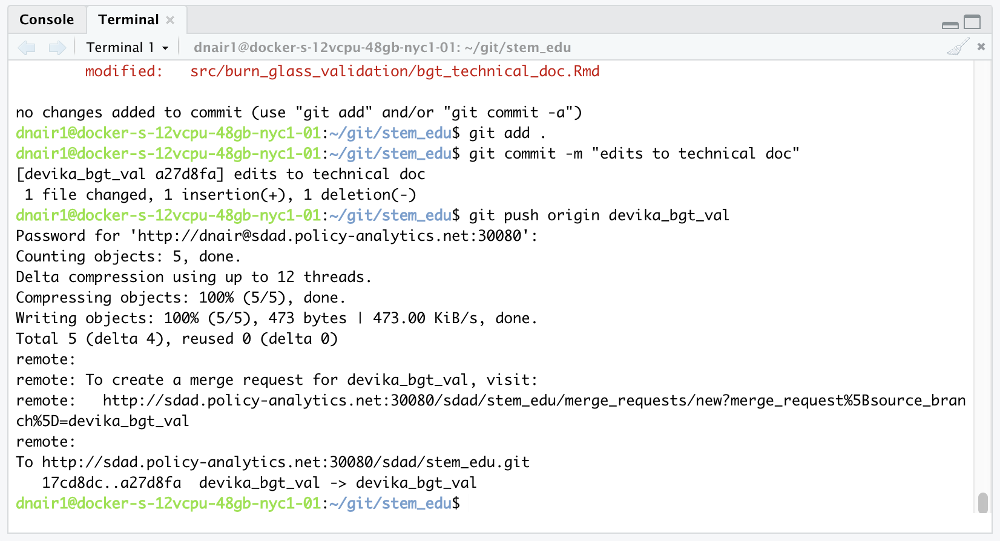 Console
Terminal
Terminal 1
dnair1@docker-s-12vcpu-48gb-nyc1-01: ~/git/stem_edu
modified:   src/burn_glass_validation/bgt_technical_doc.Rmd
no changes added to commit (use "git add" and/or "git commit -a")
dnair1@docker-s-12vcpu-48gb-nyc1-01:~/git/stem_edu$ git add .
dnair1@docker-s-12vcpu-48gb-nyc1-01:~/git/stem_edu$ git commit -m "edits to technical doc"
[devika_bgt_val a27d8fa] edits to technical doc
 1 file changed, 1 insertion(+), 1 deletion(-)
dnair1@docker-s-12vcpu-48gb-nyc1-01:~/git/stem_edu$ git push origin devika_bgt_val
Password for 'http://dnair@sdad.policy-analytics.net:30080':
Counting objects: 5, done.
Delta compression using up to 12 threads.
Compressing objects: 100% (5/5), done.
Writing objects: 100% (5/5), 473 bytes | 473.00 KiB/s, done.
Total 5 (delta 4), reused 0 (delta 0)
remote:
remote: To create a merge request for devika_bgt_val, visit:
remote:   http://sdad.policy-analytics.net:30080/sdad/stem_edu/merge_requests/new?merge_request%5Bsource_bran
ch%5D=devika_bgt_val
remote:
To http://sdad.policy-analytics.net:30080/sdad/stem_edu.git
   17cd8dc..a27d8fa  devika_bgt_val -> devika_bgt_val
dnair1@docker-s-12vcpu-48gb-nyc1-01:~/git/stem_edu$